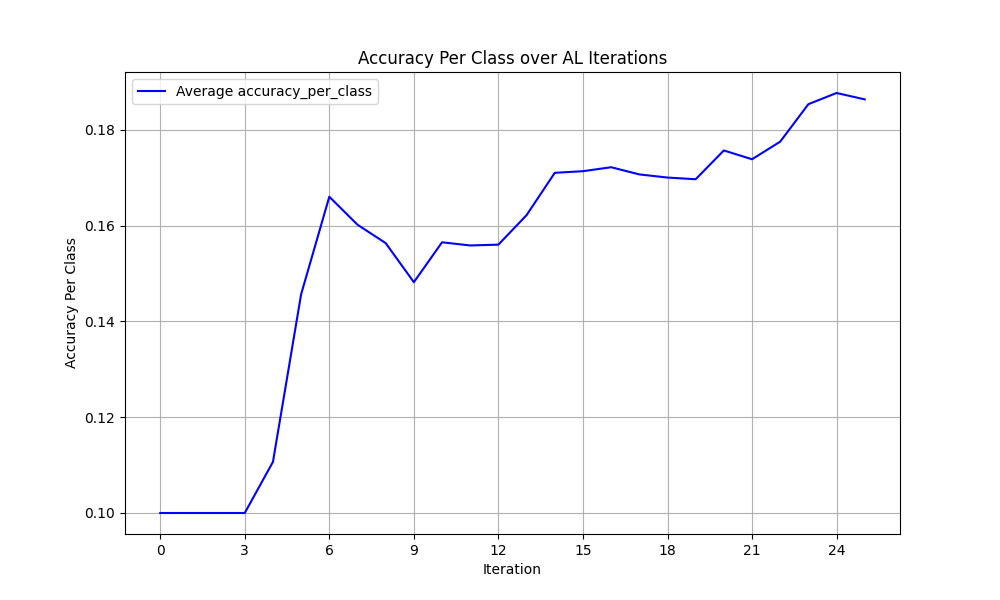 Accuracy Per Class over AL Iterations
Average accuracy_per_class
Accuracy Per Class
0.18
0.16
0.14
0.12
0.10
0 3 6 9 12 15 18 21 24
Iteration